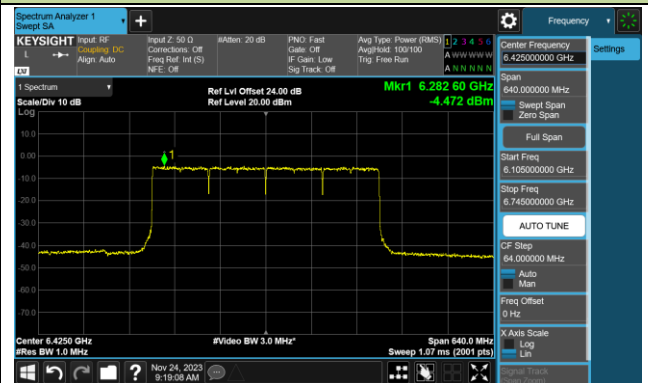 Spectrum Analyzer 1
Swept SA
+
Frequency
KEYSIGHT
L
LXI
Input: RF
Coupling: DC
Align: Auto
Input Z: 50 Ω
Corrections: Off
Freq Ref: Int (S)
NFE: Off
#Atten: 20 dB
PNO: Fast
Gate: Off
IF Gain: Low
Sig Track: Off
Avg Type: Power (RMS)
Avg|Hold: 100/100
Trig: Free Run
1 2 3 4 5 6
A W W W W W
A N N N N N
1 Spectrum
Scale/Div 10 dB
Ref Lvl Offset 24.00 dB
Ref Level 20.00 dBm
Mkr1 6.282 60 GHz
-4.472 dBm
Log
10.0
0.00
-10.0
-20.0
-30.0
-40.0
-50.0
-60.0
-70.0
1
Center 6.4250 GHz
#Res BW 1.0 MHz
#Video BW 3.0 MHz*
Span 640.0 MHz
Sweep 1.07 ms (2001 pts)
Center Frequency
6.425000000 GHz
Settings
Span
640.000000 MHz
Swept Span
Zero Span
Full Span
Start Freq
6.105000000 GHz
Stop Freq
6.745000000 GHz
AUTO TUNE
CF Step
64.000000 MHz
Auto
Man
Freq Offset
0 Hz
X Axis Scale
Log
Lin
Signal Track
(Span Zoom)
?
Nov 24, 2023
9:19:08 AM